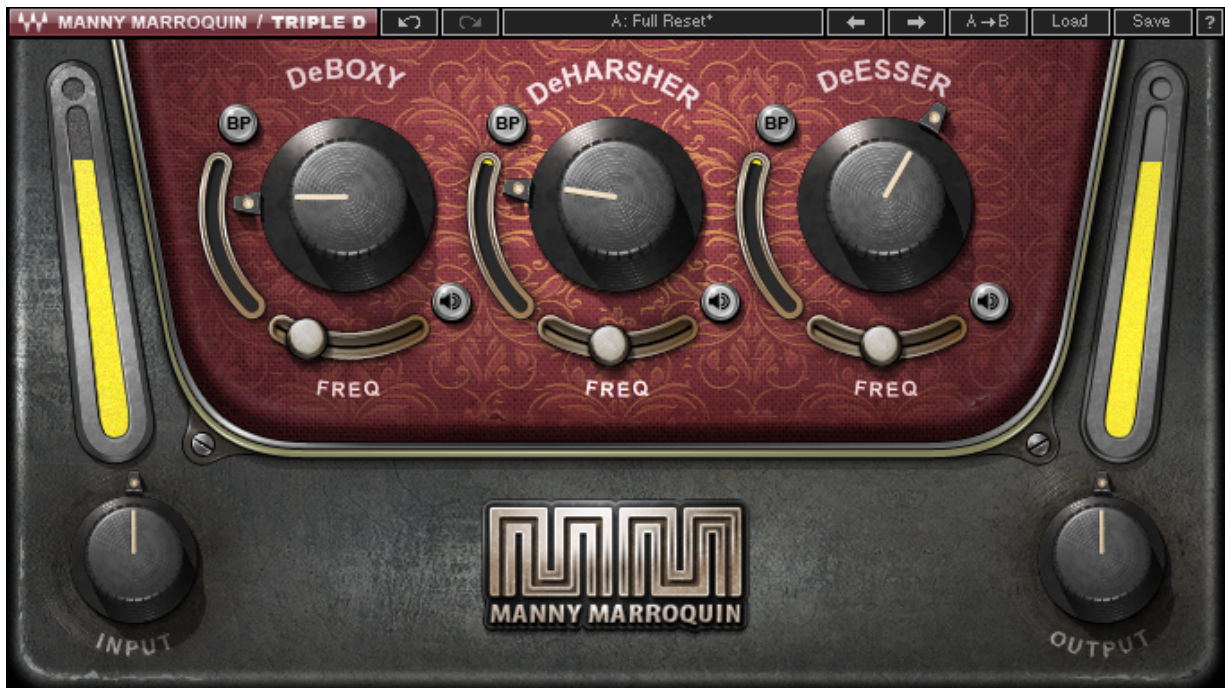 MANNY MARROQUIN / TRIPLE D
A: Full Reset*
A→B
Load
Save
?
DeBOXY
DeHARSHER
DeESSER
BP
BP
BP
FREQ
FREQ
FREQ
MANNY MARROQUIN
INPUT
OUTPUT